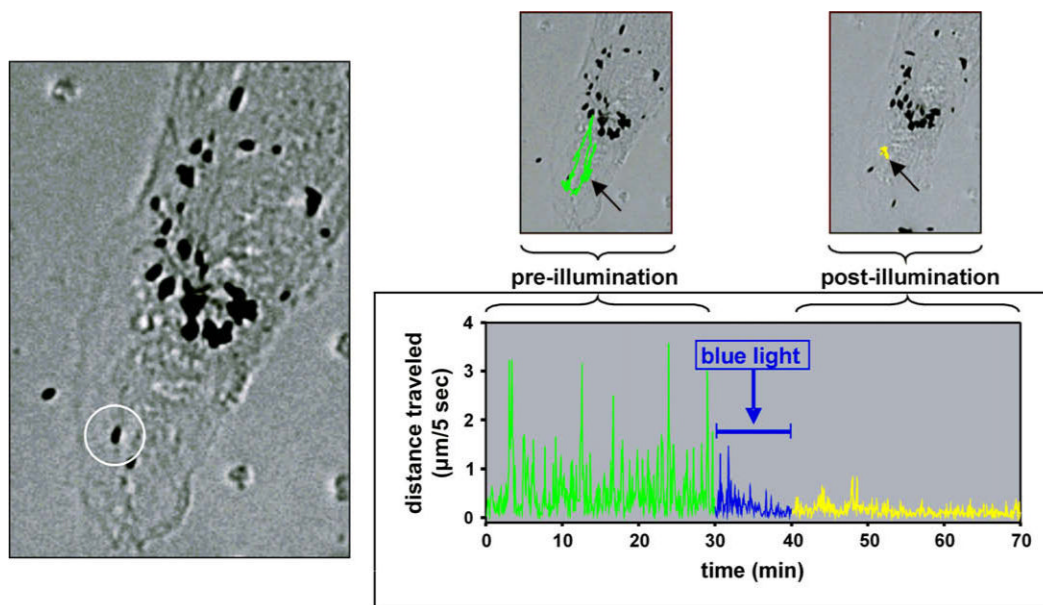 pre-illumination
post-illumination
distance traveled
(µm/5 sec)
4
3
2
1
0
blue light
0
10
20
30
40
50
60
70
time (min)